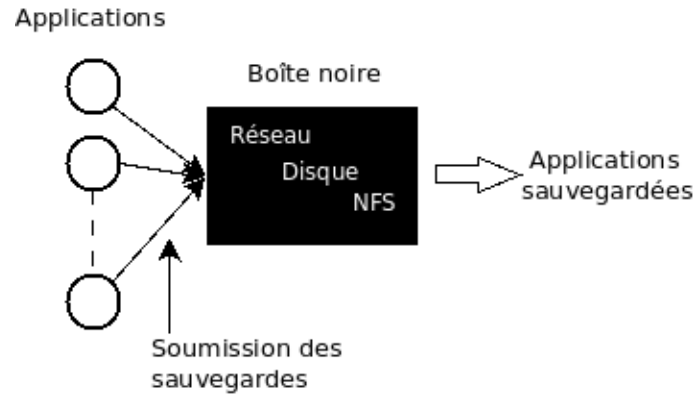 Applications
Boîte noire
Réseau
Disque
NFS
Applications
sauvegardées
Soumission des
sauvegardes